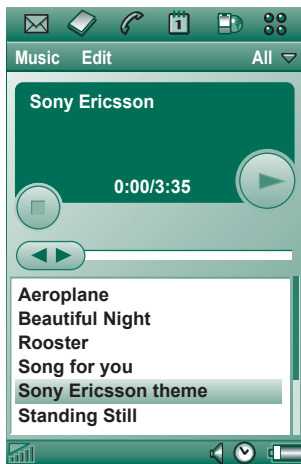 1
Music Edit All
Sony Ericsson
0:00/3:35
Aeroplane
Beautiful Night
Rooster
Song for you
Sony Ericsson theme
Standing Still